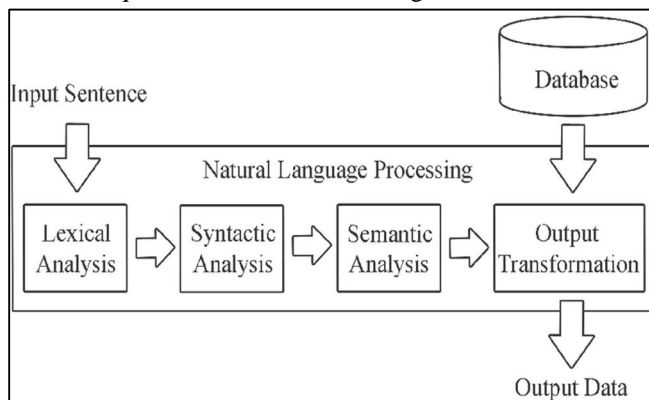 Database
Input Sentence
Natural Language Processing
Lexical
Analysis
Syntactic
Analysis
Semantic
Analysis
Output
Transformation
Output Data